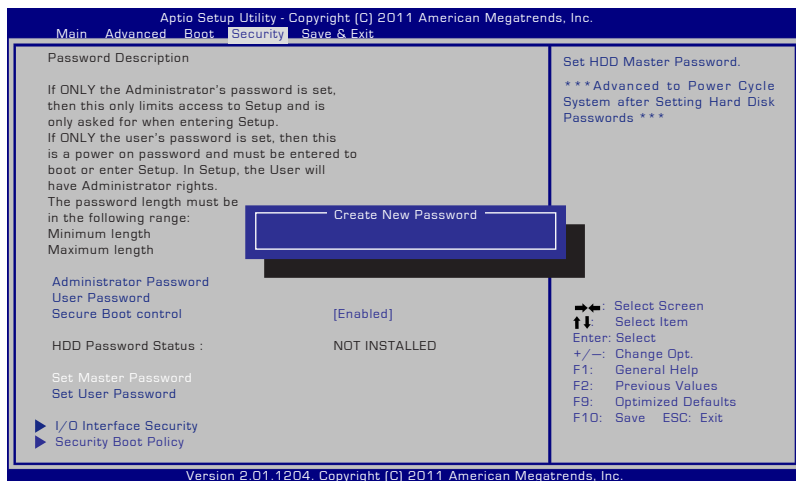 Aptio Setup Utility - Copyright (C) 2011 American Megatrends, Inc.
Main Advanced Boot Security Save & Exit
Password Description
If ONLY the Administrator's password is set,
then this only limits access to Setup and is
only asked for when entering Setup.
If ONLY the user's password is set, then this
is a power on password and must be entered to
boot or enter Setup. In Setup, the User will
have Administrator rights.
The password length must be
in the following range:
Minimum length
Maximum length
Create New Password
Administrator Password
User Password
Secure Boot control [Enabled]
HDD Password Status : NOT INSTALLED
Set Master Password
Set User Password
I/O Interface Security
Security Boot Policy
Set HDD Master Password.
***Advanced to Power Cycle
System after Setting Hard Disk
Passwords ***
→←: Select Screen
↑↓: Select Item
Enter: Select
+/—: Change Opt.
F1: General Help
F2: Previous Values
F9: Optimized Defaults
F10: Save ESC: Exit
Version 2.01.1204. Copyright (C) 2011 American Megatrends, Inc.